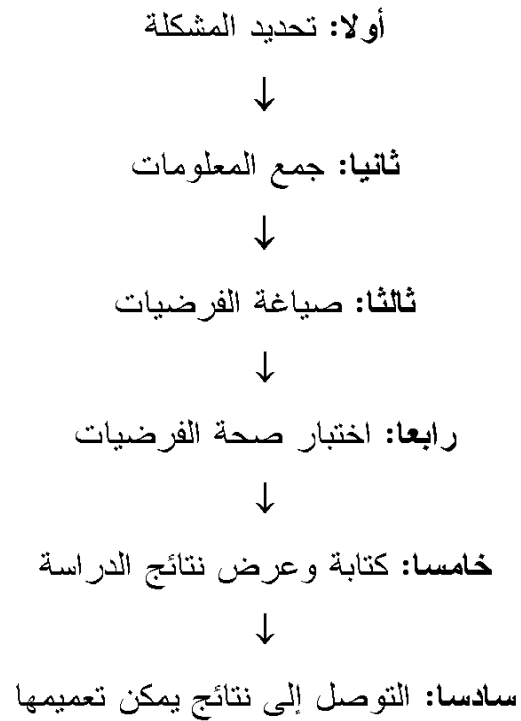 أولا: تحديد المشكلة
↓
ثانيا: جمع المعلومات
↓
ثالثا: صياغة الفرضيات
↓
رابعا: اختبار صحة الفرضيات
↓
خامسا: كتابة وعرض نتائج الدراسة
↓
سادسا: التوصل إلى نتائج يمكن تعميمها